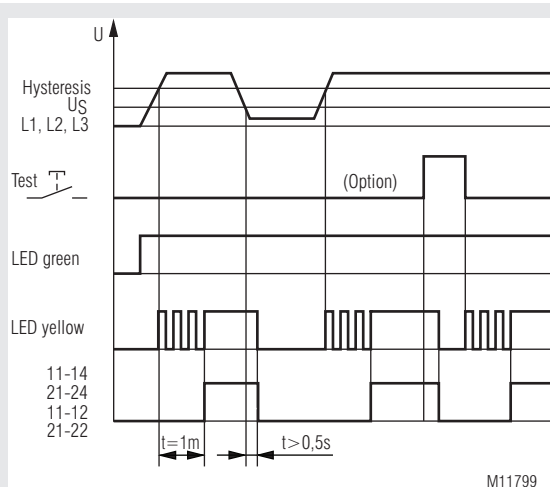 U
Hysteresis
US
L1, L2, L3
Test
(Option)
LED green
LED yellow
11-14
21-24
11-12
21-22
t=1m
t>0,5s
M11799